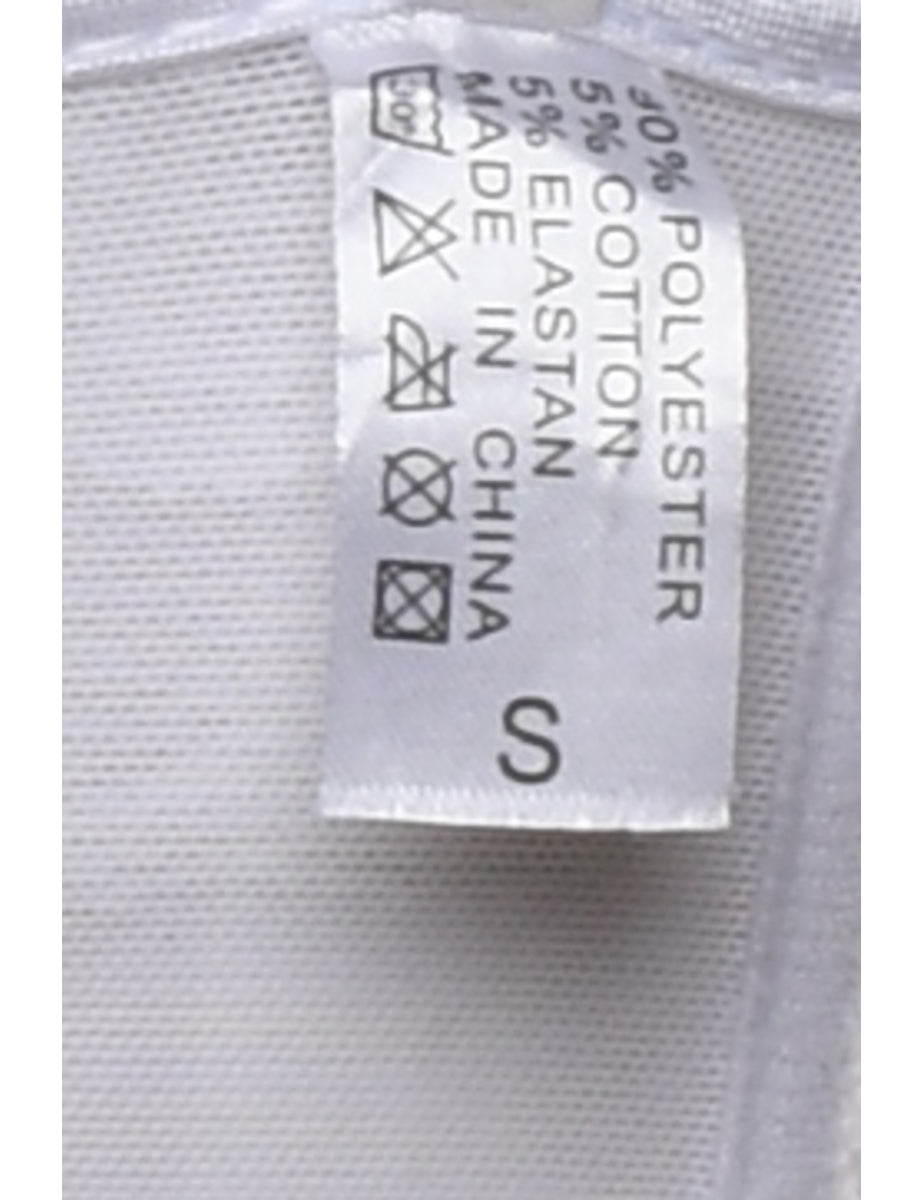 90% POLYESTER
5% COTTON
5% ELASTAN
MADE IN CHINA
30°
S